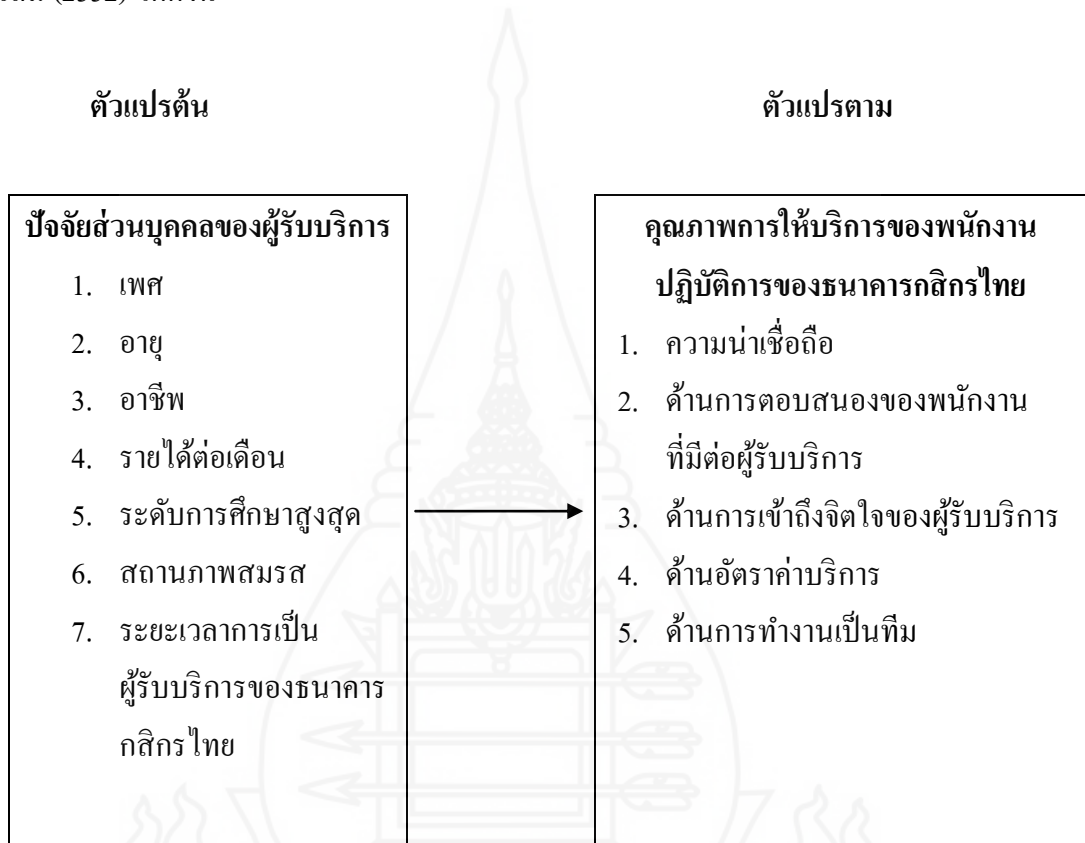 (2552)
ตัวแปรต้น
ตัวแปรตาม
ปัจจัยส่วนบุคคลของผู้รับบริการ
1. เพศ
2. อายุ
3. อาชีพ
4. รายได้ต่อเดือน
5. ระดับการศึกษาสูงสุด
6. สถานภาพสมรส
7. ระยะเวลาการเป็น
ผู้รับบริการของธนาคาร
กสิกรไทย
คุณภาพการให้บริการของพนักงาน
ปฏิบัติการของธนาคารกสิกรไทย
1. ความน่าเชื่อถือ
2. ด้านการตอบสนองของพนักงาน
ที่มีต่อผู้รับบริการ
3. ด้านการเข้าถึงจิตใจของผู้รับบริการ
4. ด้านอัตราค่าบริการ
5. ด้านการทำงานเป็นทีม